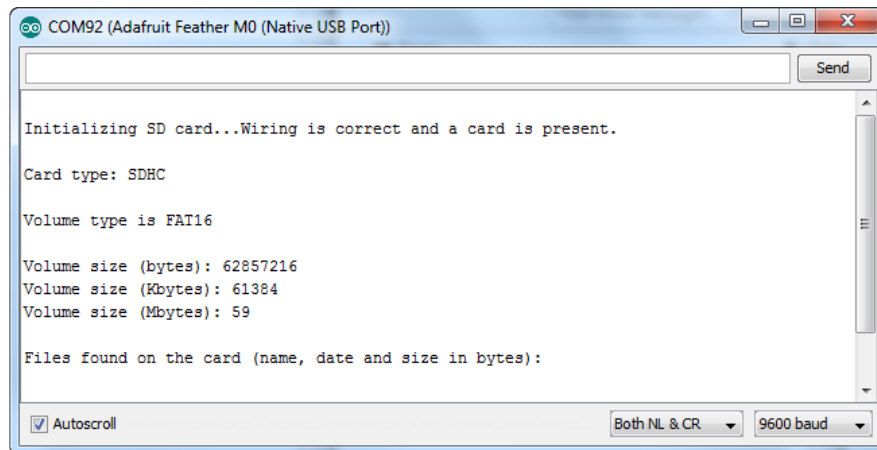 COM92 (Adafruit Feather M0 (Native USB Port))
Send
Initializing SD card...Wiring is correct and a card is present.
Card type: SDHC
Volume type is FAT16
Volume size (bytes): 62857216
Volume size (Kbytes): 61384
Volume size (Mbytes): 59
Files found on the card (name, date and size in bytes):
Autoscroll Both NL & CR 9600 baud